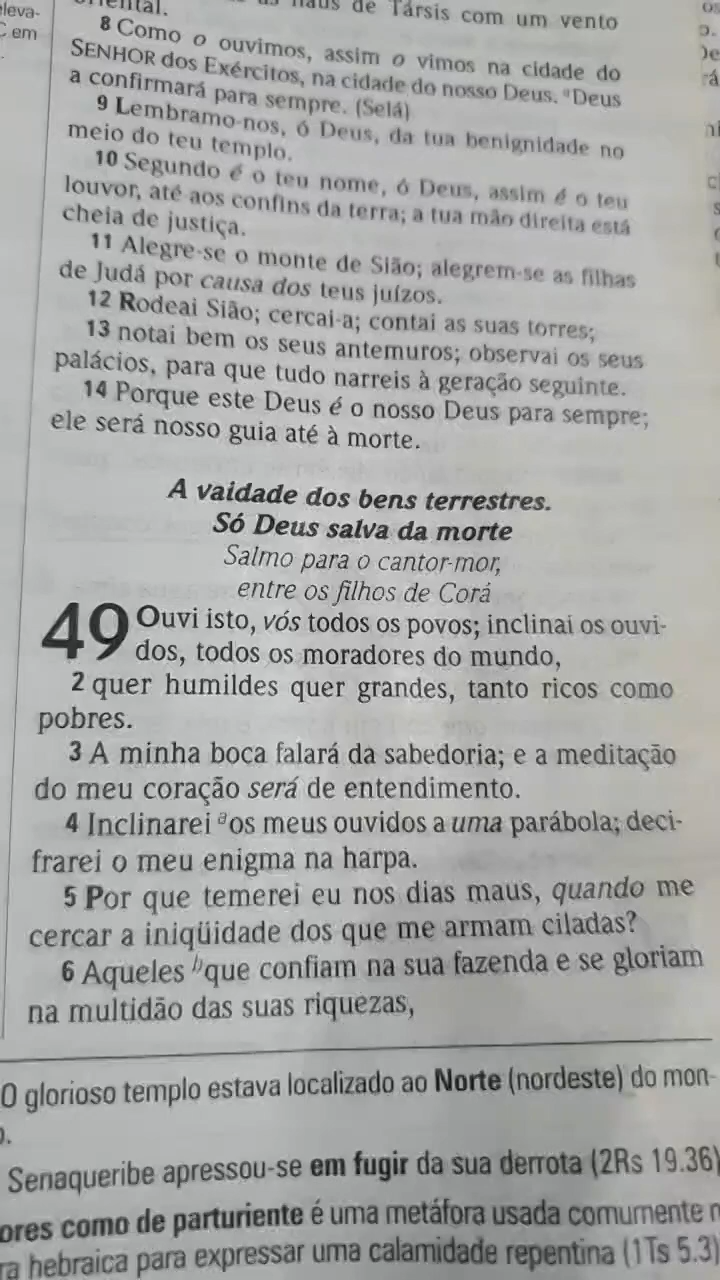 de Társis com um vento
8 Como o ouvimos, assim o vimos na cidade do
SENHOR dos Exércitos, na cidade do nosso Deus. ᵃDeus
a confirmará para sempre. (Selá)
9 Lembramo-nos, ó Deus, da tua benignidade no
meio do teu templo.
10 Segundo é o teu nome, ó Deus, assim é o teu
louvor, até aos confins da terra; a tua mão direita está
cheia de justiça.
11 Alegre-se o monte de Sião; alegrem-se as filhas
de Judá por causa dos teus juízos.
12 Rodeai Sião; cercai-a; contai as suas torres;
13 notai bem os seus antemuros; observai os seus
palácios, para que tudo narreis à geração seguinte.
14 Porque este Deus é o nosso Deus para sempre;
ele será nosso guia até à morte.
A vaidade dos bens terrestres.
Só Deus salva da morte
Salmo para o cantor-mor,
entre os filhos de Corá
49 Ouvi isto, vós todos os povos; inclinai os ouvi-
dos, todos os moradores do mundo,
2 quer humildes quer grandes, tanto ricos como
pobres.
3 A minha boca falará da sabedoria; e a meditação
do meu coração será de entendimento.
4 Inclinarei ᵃos meus ouvidos a uma parábola; deci-
frarei o meu enigma na harpa.
5 Por que temerei eu nos dias maus, quando me
cercar a iniqüidade dos que me armam ciladas?
6 Aqueles ᵇque confiam na sua fazenda e se gloriam
na multidão das suas riquezas,
O glorioso templo estava localizado ao Norte (nordeste) do mon-
Senaqueribe apressou-se em fugir da sua derrota (2Rs 19.36)
ores como de parturiente é uma metáfora usada comumente
ra hebraica para expressar uma calamidade repentina (1Ts 5.3)